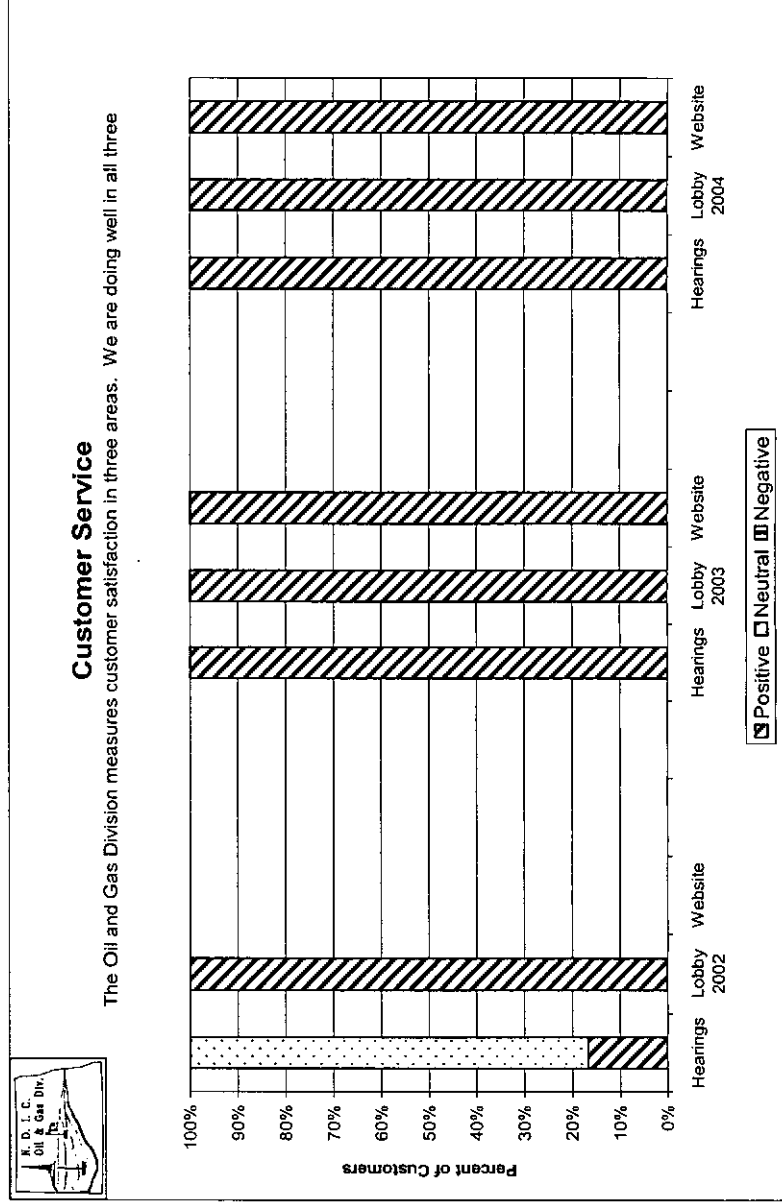 N. D. I. C.
Oil & Gas Div.
Customer Service
The Oil and Gas Division measures customer satisfaction in three areas. We are doing well in all three
Percent of Customers
100%
90%
80%
70%
60%
50%
40%
30%
20%
10%
0%
Hearings Lobby Website Hearings Lobby Website Hearings Lobby Website
2002 2003 2004
Positive Neutral Negative